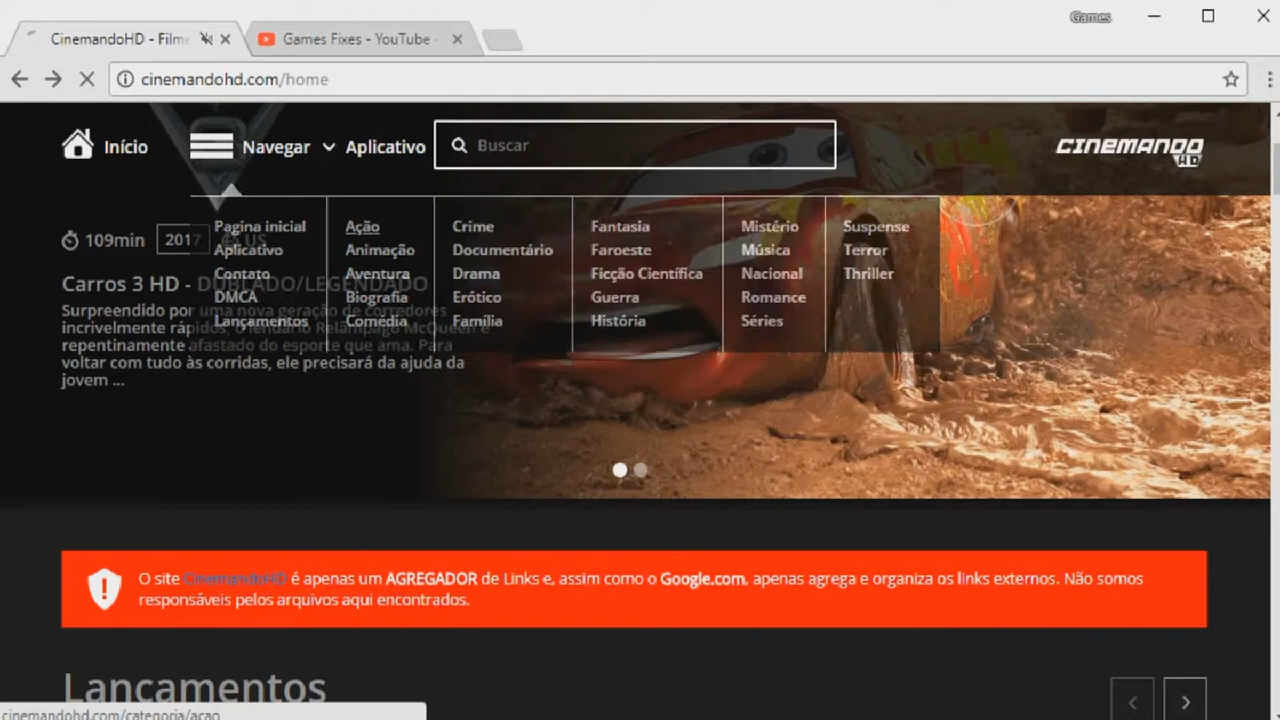 Games
CinemandoHD - Filme
Games Fixes - YouTube -
cinemandohd.com/home
Início
Navegar
Aplicativo
Buscar
CINEMANDO
HD
Pagina inicial
Aplicativo
Contato
DMCA
Lançamentos
Ação
Animação
Aventura
Biografia
Comédia
Crime
Documentário
Drama
Erótico
Família
Fantasia
Faroeste
Ficção Científica
Guerra
História
Mistério
Música
Nacional
Romance
Séries
Suspense
Terror
Thriller
109min 2017 US
Carros 3 HD - DUBLADO/LEGENDADO
Surpreendido por uma nova geração de corredores
incrivelmente rápidos, o lendário Relâmpago McQueen é
repentinamente afastado do esporte que ama. Para
voltar com tudo às corridas, ele precisará da ajuda da
jovem ...
O site CinemandoHD é apenas um AGREGADOR de Links e, assim como o Google.com, apenas agrega e organiza os links externos. Não somos
responsáveis pelos arquivos aqui encontrados.
Lançamentos
cinemandohd.com/categoria/acao